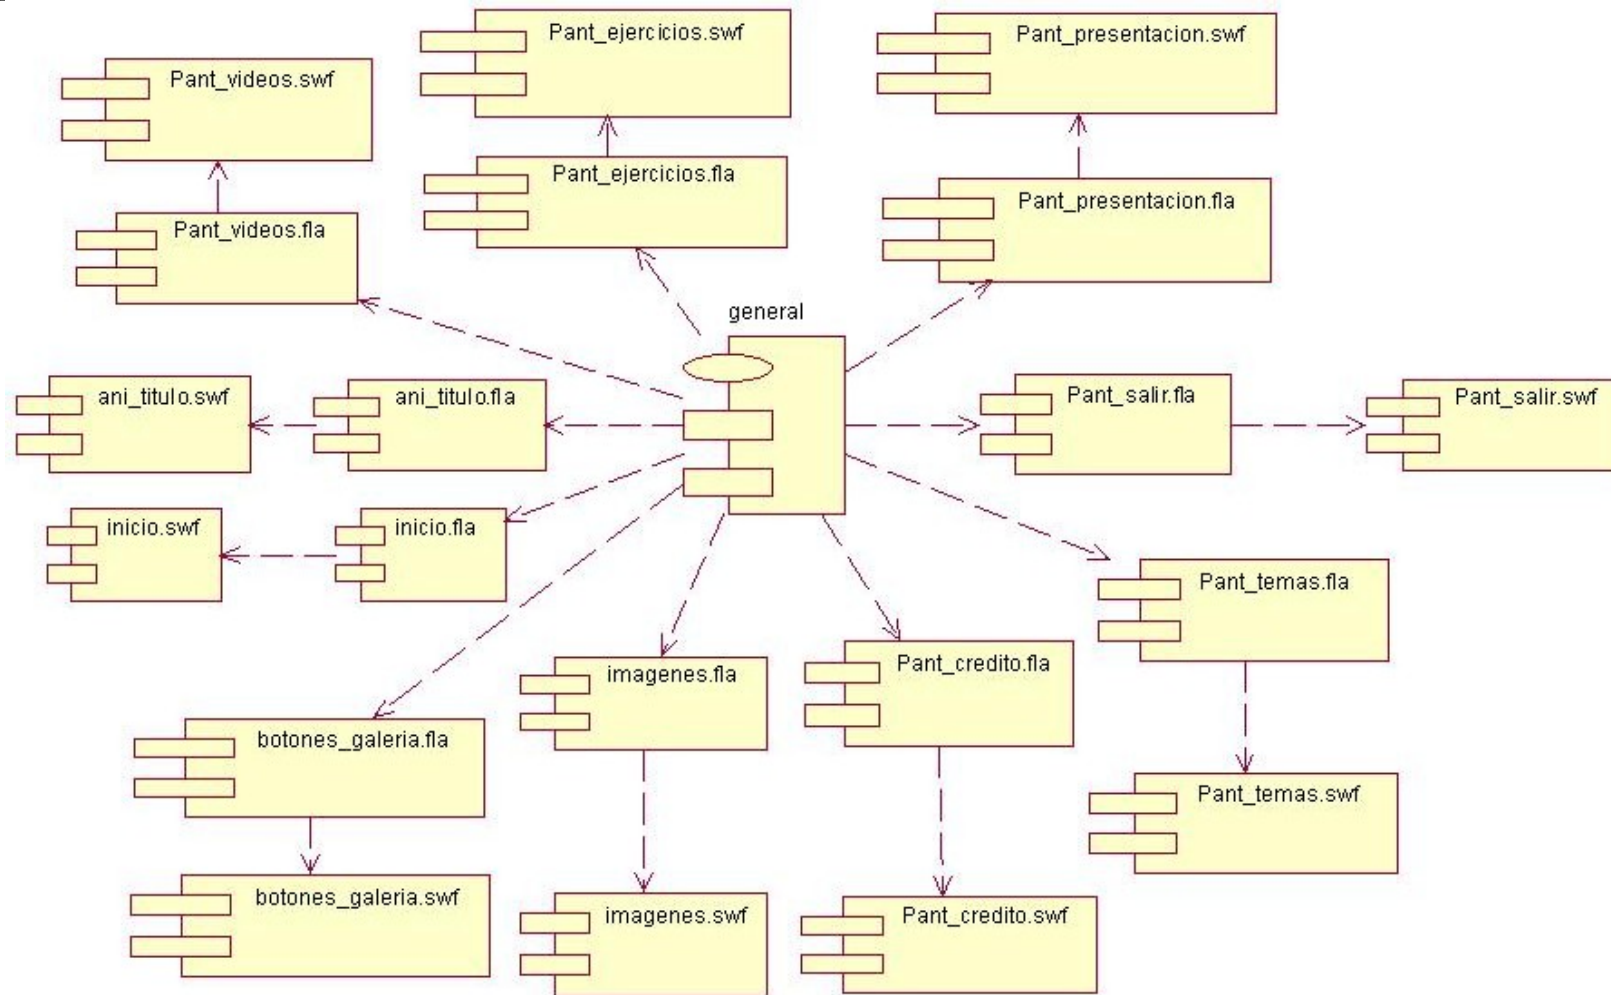 Pant_ejercicios.swf
Pant_presentacion.swf
Pant_videos.swf
Pant_ejercicios.fla
Pant_presentacion.fla
Pant_videos.fla
general
ani_titulo.swf
ani_titulo.fla
Pant_salir.fla
Pant_salir.swf
inicio.swf
inicio.fla
Pant_temas.fla
imagenes.fla
Pant_credito.fla
botones_galeria.fla
Pant_temas.swf
botones_galeria.swf
imagenes.swf
Pant_credito.swf